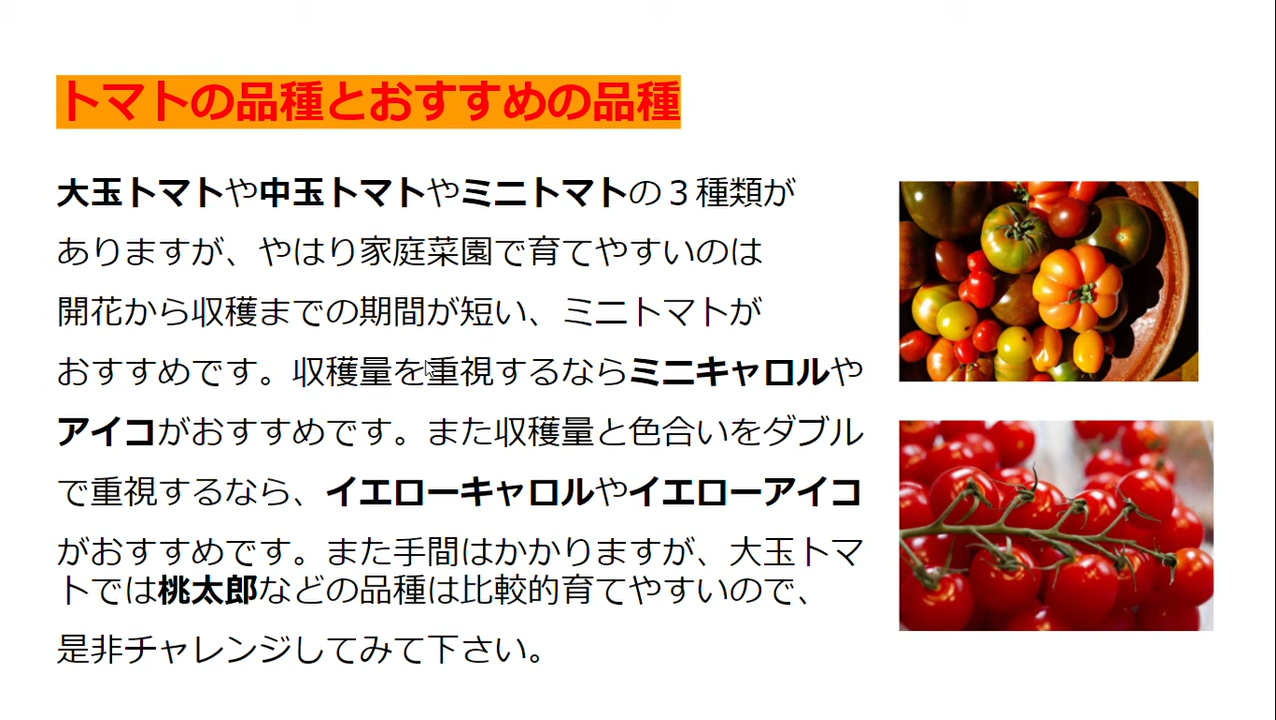 トマトの品種とおすすめの品種
大玉トマトや中玉トマトやミニトマトの３種類が
ありますが、やはり家庭菜園で育てやすいのは
開花から収穫までの期間が短い、ミニトマトが
おすすめです。収穫量を重視するならミニキャロルや
アイコがおすすめです。また収穫量と色合いをダブル
で重視するなら、イエローキャロルやイエローアイコ
がおすすめです。また手間はかかりますが、大玉トマ
トでは桃太郎などの品種は比較的育てやすいので、
是非チャレンジしてみて下さい。